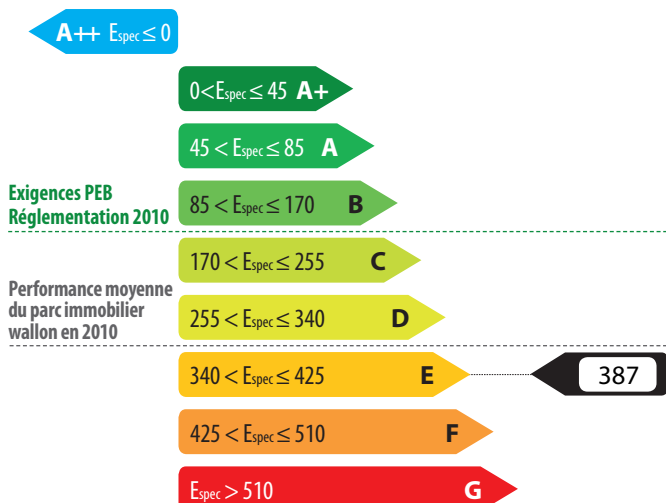 A++ Espec ≤ 0
0<Espec ≤ 45 A+
45 < Espec ≤ 85 A
Exigences PEB
Réglementation 2010
85 < Espec ≤ 170 B
170 < Espec ≤ 255 C
Performance moyenne
du parc immobilier
wallon en 2010
255 < Espec ≤ 340 D
340 < Espec ≤ 425 E 387
425 < Espec ≤ 510 F
Espec > 510 G